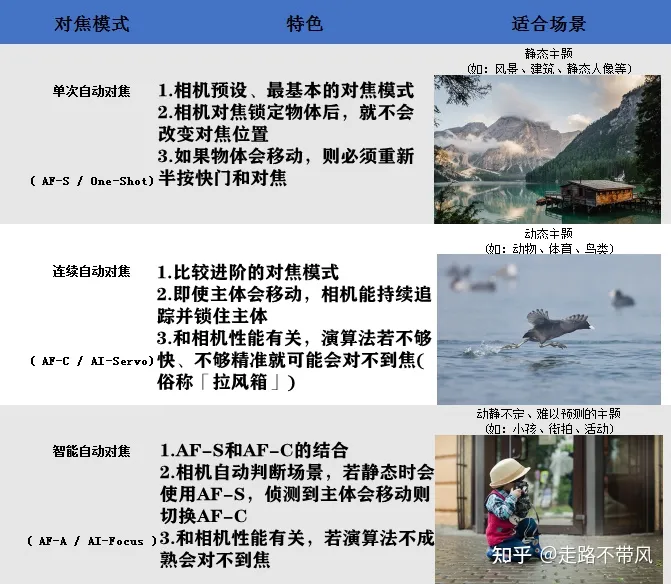 对焦模式 特色 适合场景
静态主题
(如：风景、建筑、静态人像等)
单次自动对焦
( AF-S / One-Shot)
1.相机预设、最基本的对焦模式
2.相机对焦锁定物体后，就不会
改变对焦位置
3.如果物体会移动，则必须重新
半按快门和对焦
动态主题
(如：动物、体育、鸟类)
连续自动对焦
( AF-C / AI-Servo)
1.比较进阶的对焦模式
2.即使主体会移动，相机能持续追
踪并锁住主体
3.和相机性能有关，演算法若不够
快、不够精准就可能会对不到焦(
俗称「拉风箱」)
动静不定、难以预测的主题
(如：小孩、街拍、活动)
智能自动对焦
( AF-A / AI-Focus )
1.AF-S和AF-C的结合
2.相机自动判断场景，若静态时会
使用AF-S，侦测到主体会移动则
切换AF-C
3.和相机性能有关，若演算法不成
熟会对不到焦
知乎 @走路不带风